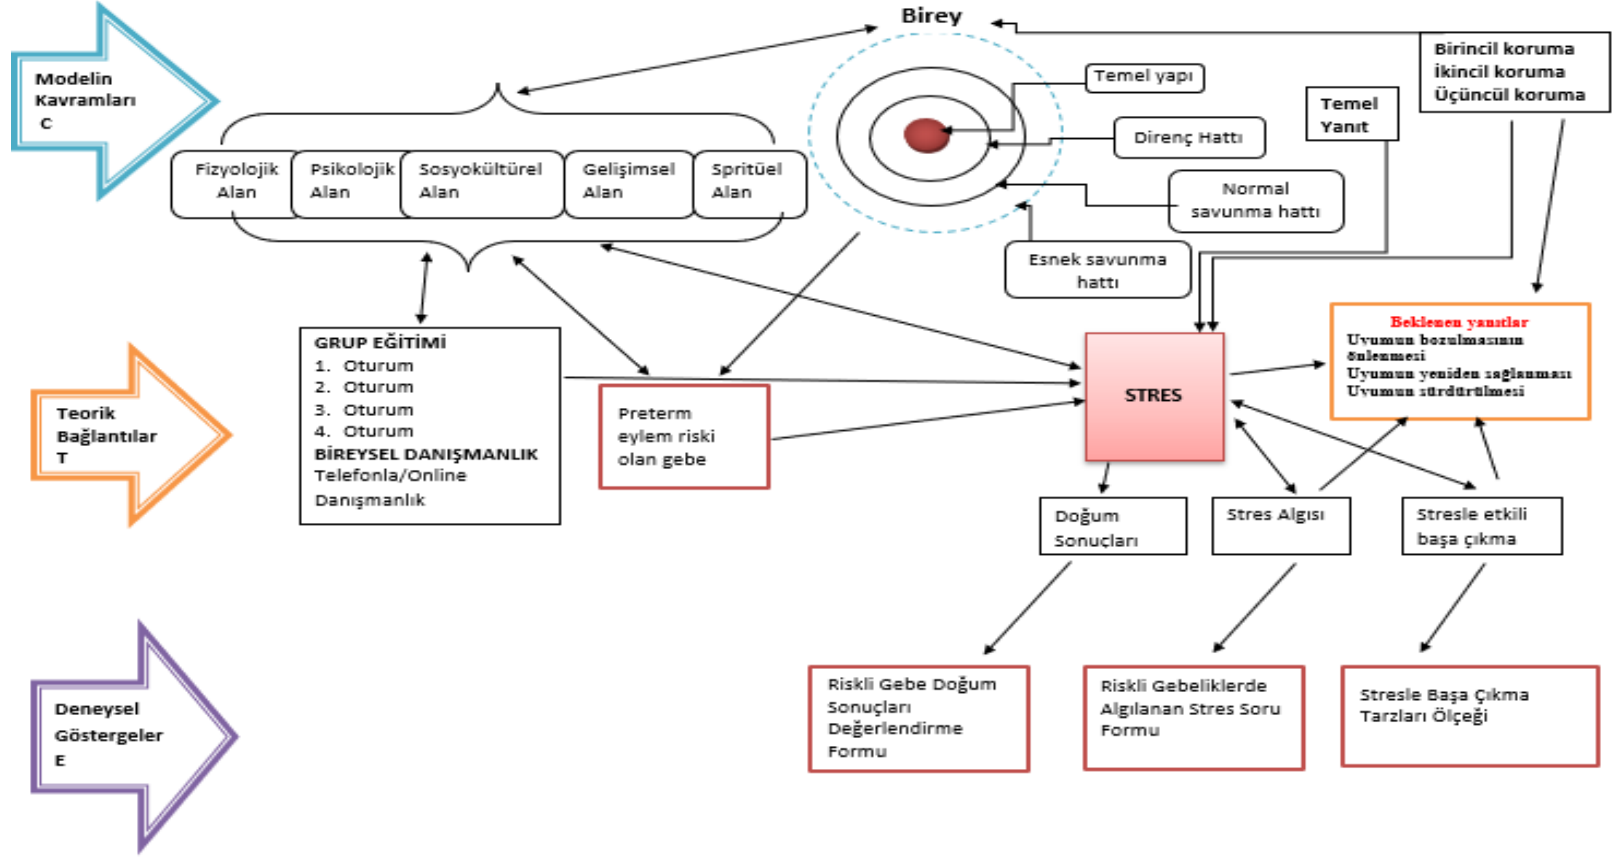 Birey
Modelin
Kavramları
C
Fizyolojik
Alan
Psikolojik
Alan
Sosyokültürel
Alan
Gelişimsel
Alan
Spritüel
Alan
Temel yapı
Direnç Hattı
Normal
savunma hattı
Esnek savunma
hattı
Temel
Yanıt
Birincil koruma
İkincil koruma
Üçüncül koruma
Teorik
Bağlantılar
T
GRUP EĞİTİMİ
1. Oturum
2. Oturum
3. Oturum
4. Oturum
BİREYSEL DANIŞMANLIK
Telefonla/Online
Danışmanlık
Preterm
eylem riski
olan gebe
STRES
Beklenen yanıtlar
Uyumun bozulmasının
önlenmesi
Uyumun yeniden sağlanması
Uyumun sürdürülmesi
Doğum
Sonuçları
Stres Algısı
Stresle etkili
başa çıkma
Deneysel
Göstergeler
E
Riskli Gebe Doğum
Sonuçları
Değerlendirme
Formu
Riskli Gebeliklerde
Algılanan Stres Soru
Formu
Stresle Başa Çıkma
Tarzları Ölçeği